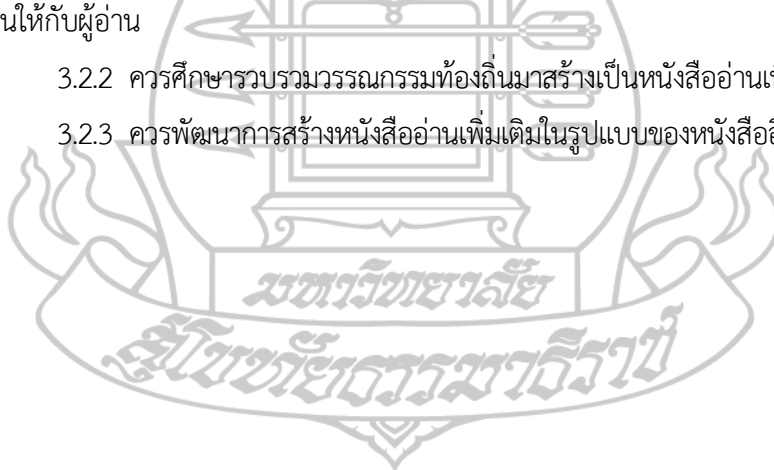 นให้กับผู้อ่าน
3.2.2 ควรศึกษารวบรวมวรรณกรรมท้องถิ่นมาสร้างเป็นหนังสืออ่านเ
3.2.3 ควรพัฒนาการสร้างหนังสืออ่านเพิ่มเติมในรูปแบบของหนังสือ
มหาวิทยาลัย
สุโขทัยธรรมาธิราช